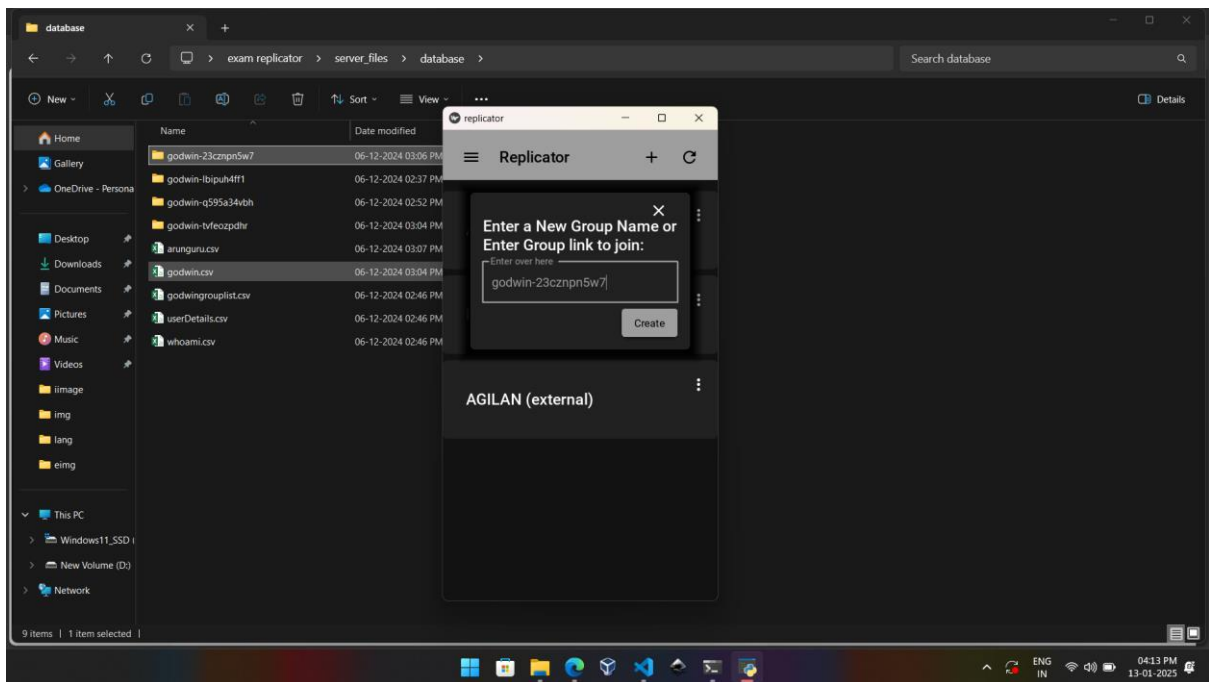 database
exam replicator > server_files > database >
Search database
New
Sort
View
Details
Home
Gallery
OneDrive - Persona
Desktop
Downloads
Documents
Pictures
Music
Videos
iimage
img
lang
eimg
This PC
Windows11_SSD
New Volume (D:)
Network
Name
Date modified
godwin-23cznpn5w7 06-12-2024 03:06 PM
godwin-lbipuh4ff1 06-12-2024 02:37 PM
godwin-q595a34vbh 06-12-2024 02:52 PM
godwin-tvfeozpdhr 06-12-2024 03:04 PM
arunguru.csv 06-12-2024 03:07 PM
godwin.csv 06-12-2024 03:04 PM
godwingrouplist.csv 06-12-2024 02:46 PM
userDetails.csv 06-12-2024 02:46 PM
whoami.csv 06-12-2024 02:46 PM
replicator
Replicator
Enter a New Group Name or
Enter Group link to join:
Enter over here
godwin-23cznpn5w7
Create
AGILAN (external)
9 items | 1 item selected |
ENG
IN
04:13 PM
13-01-2025